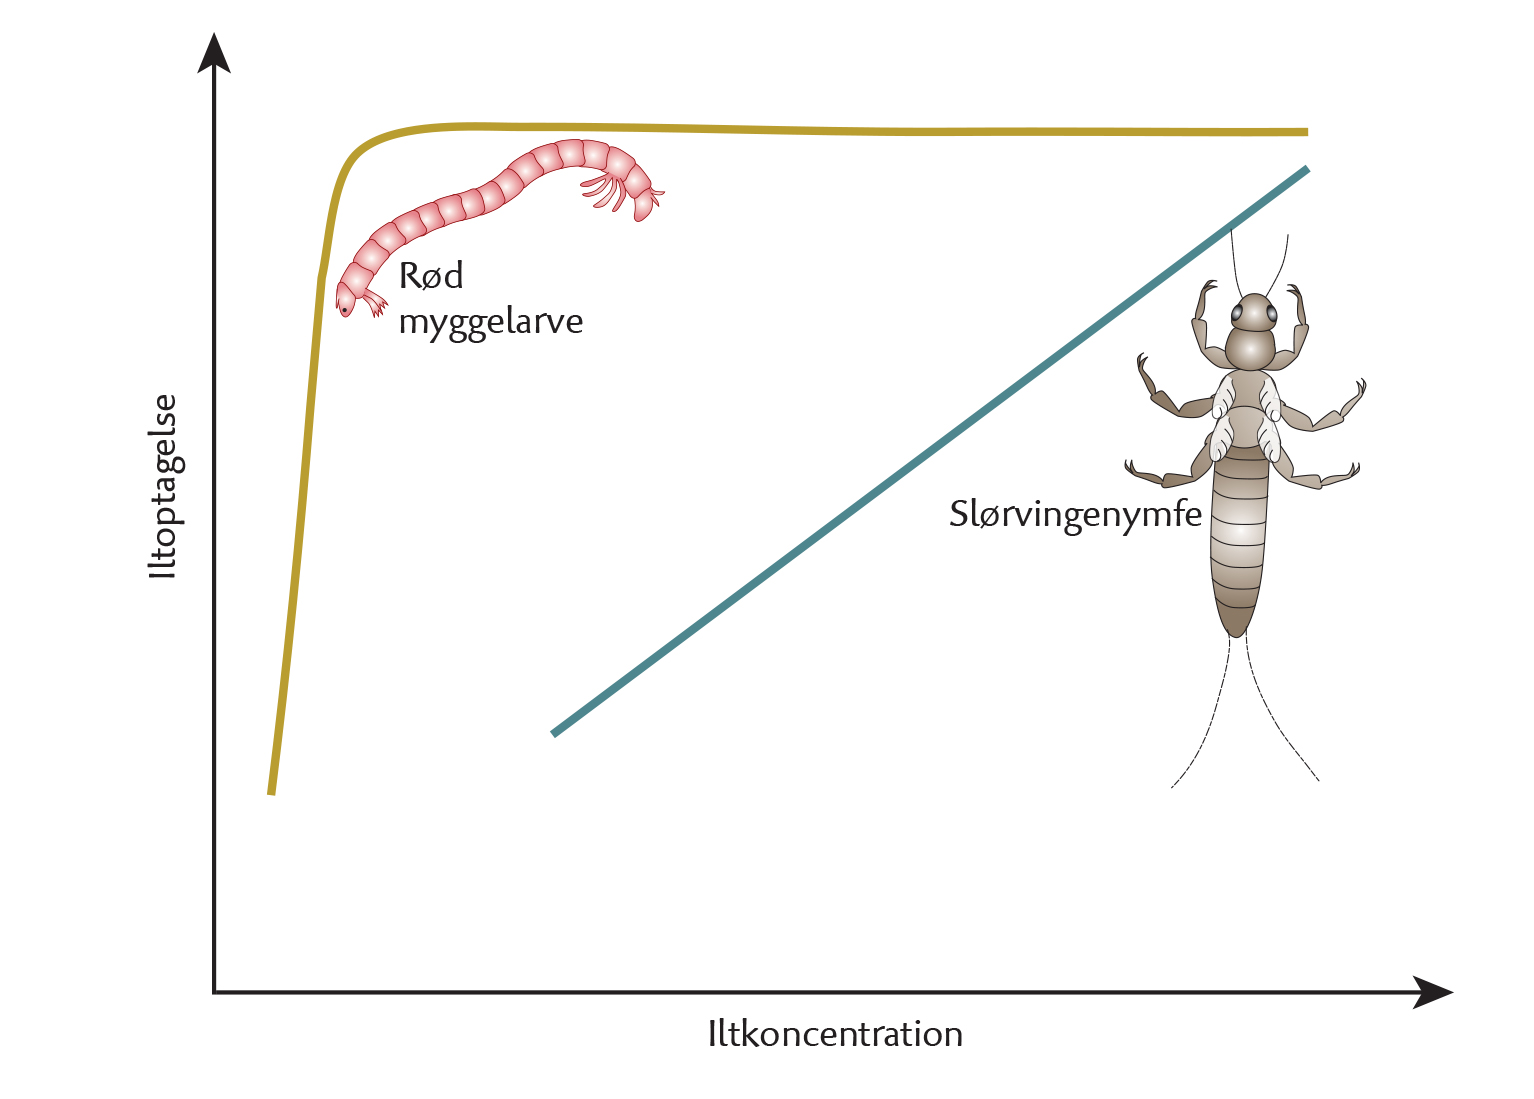 Rød
myggelarve
Iltoptagelse
Slørvingenymfe
Iltkoncentration